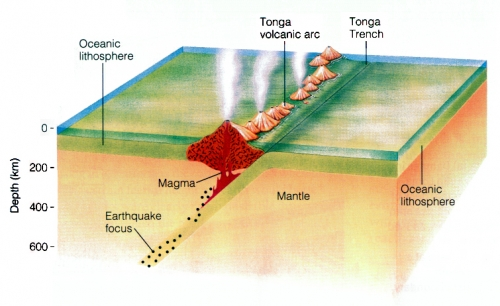 Tonga
volcanic arc
Tonga
Trench
Oceanic
lithosphere
0
200
400
600
Depth (km)
Magma
Mantle
Earthquake
focus
Oceanic
lithosphere